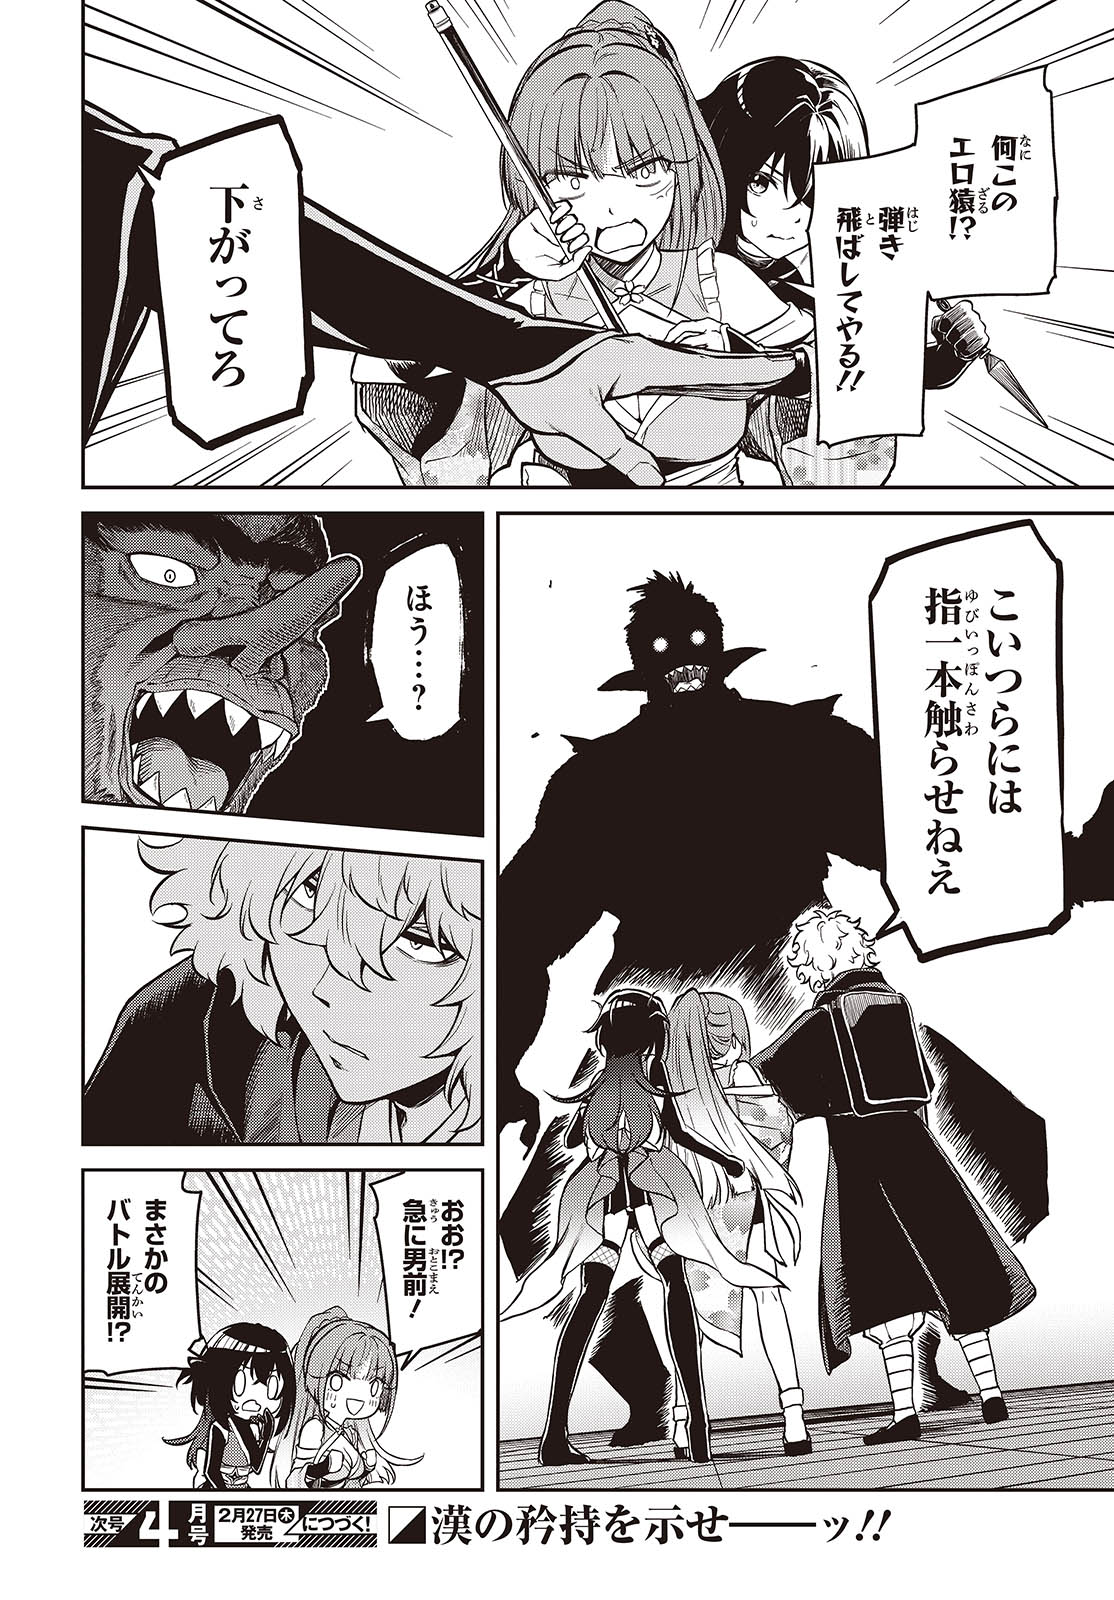 何この
エロ猿!?
弾き
飛ばしてやる!!
下がってろ
こいつらには
指一本触らせねえ
ほう…?
おお!?
急に男前!
まさかの
バトル展開!?
漢の矜持を示せ――ッ!!
次号4月号2月27日(木)発売につづく!